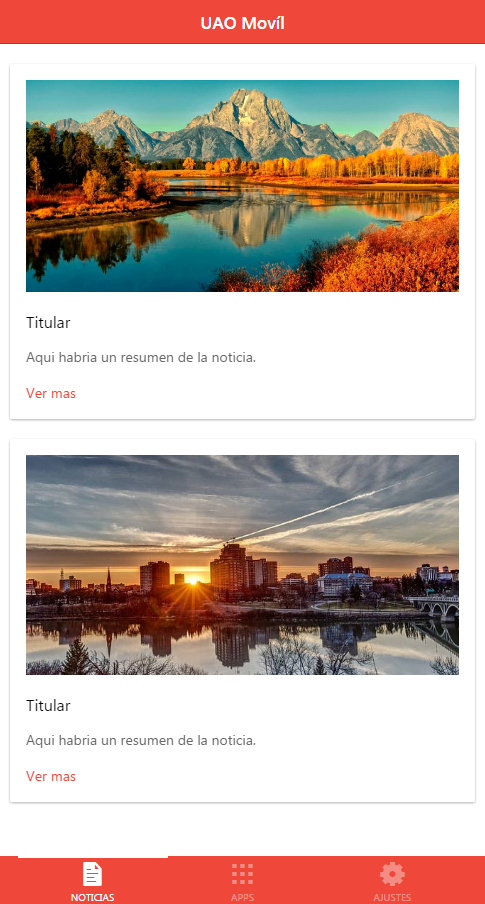 UAO Movíl
Titular
Aqui habria un resumen de la noticia.
Ver mas
Titular
Aqui habria un resumen de la noticia.
Ver mas
NOTICIAS
APPS
AJUSTES